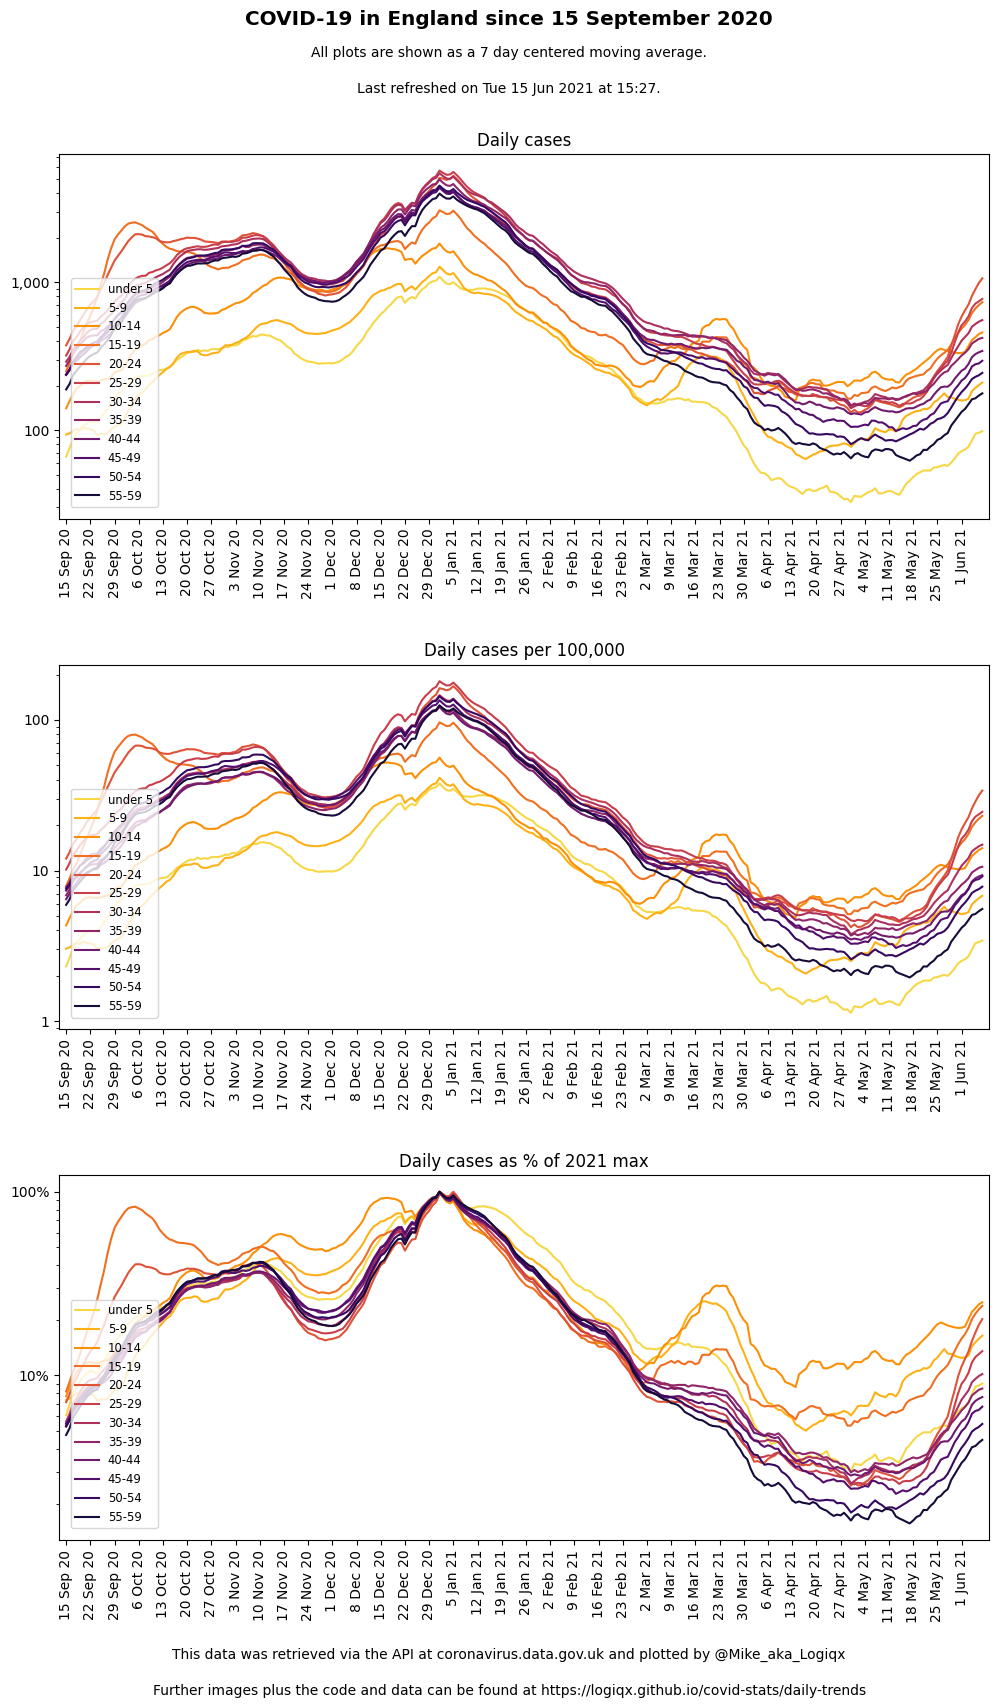 COVID-19 in England since 15 September 2020
All plots are shown as a 7 day centered moving average.
Last refreshed on Tue 15 Jun 2021 at 15:27.
Daily cases
1,000
100
under 5
5-9
10-14
15-19
20-24
25-29
30-34
35-39
40-44
45-49
50-54
55-59
15 Sep 20
22 Sep 20
29 Sep 20
6 Oct 20
13 Oct 20
20 Oct 20
27 Oct 20
3 Nov 20
10 Nov 20
17 Nov 20
24 Nov 20
1 Dec 20
8 Dec 20
15 Dec 20
22 Dec 20
29 Dec 20
5 Jan 21
12 Jan 21
19 Jan 21
26 Jan 21
2 Feb 21
9 Feb 21
16 Feb 21
23 Feb 21
2 Mar 21
9 Mar 21
16 Mar 21
23 Mar 21
30 Mar 21
6 Apr 21
13 Apr 21
20 Apr 21
27 Apr 21
4 May 21
11 May 21
18 May 21
25 May 21
1 Jun 21
Daily cases per 100,000
100
10
1
under 5
5-9
10-14
15-19
20-24
25-29
30-34
35-39
40-44
45-49
50-54
55-59
15 Sep 20
22 Sep 20
29 Sep 20
6 Oct 20
13 Oct 20
20 Oct 20
27 Oct 20
3 Nov 20
10 Nov 20
17 Nov 20
24 Nov 20
1 Dec 20
8 Dec 20
15 Dec 20
22 Dec 20
29 Dec 20
5 Jan 21
12 Jan 21
19 Jan 21
26 Jan 21
2 Feb 21
9 Feb 21
16 Feb 21
23 Feb 21
2 Mar 21
9 Mar 21
16 Mar 21
23 Mar 21
30 Mar 21
6 Apr 21
13 Apr 21
20 Apr 21
27 Apr 21
4 May 21
11 May 21
18 May 21
25 May 21
1 Jun 21
Daily cases as % of 2021 max
100%
10%
under 5
5-9
10-14
15-19
20-24
25-29
30-34
35-39
40-44
45-49
50-54
55-59
15 Sep 20
22 Sep 20
29 Sep 20
6 Oct 20
13 Oct 20
20 Oct 20
27 Oct 20
3 Nov 20
10 Nov 20
17 Nov 20
24 Nov 20
1 Dec 20
8 Dec 20
15 Dec 20
22 Dec 20
29 Dec 20
5 Jan 21
12 Jan 21
19 Jan 21
26 Jan 21
2 Feb 21
9 Feb 21
16 Feb 21
23 Feb 21
2 Mar 21
9 Mar 21
16 Mar 21
23 Mar 21
30 Mar 21
6 Apr 21
13 Apr 21
20 Apr 21
27 Apr 21
4 May 21
11 May 21
18 May 21
25 May 21
1 Jun 21
This data was retrieved via the API at coronavirus.data.gov.uk and plotted by @Mike_aka_Logiqx
Further images plus the code and data can be found at https://logiqx.github.io/covid-stats/daily-trends